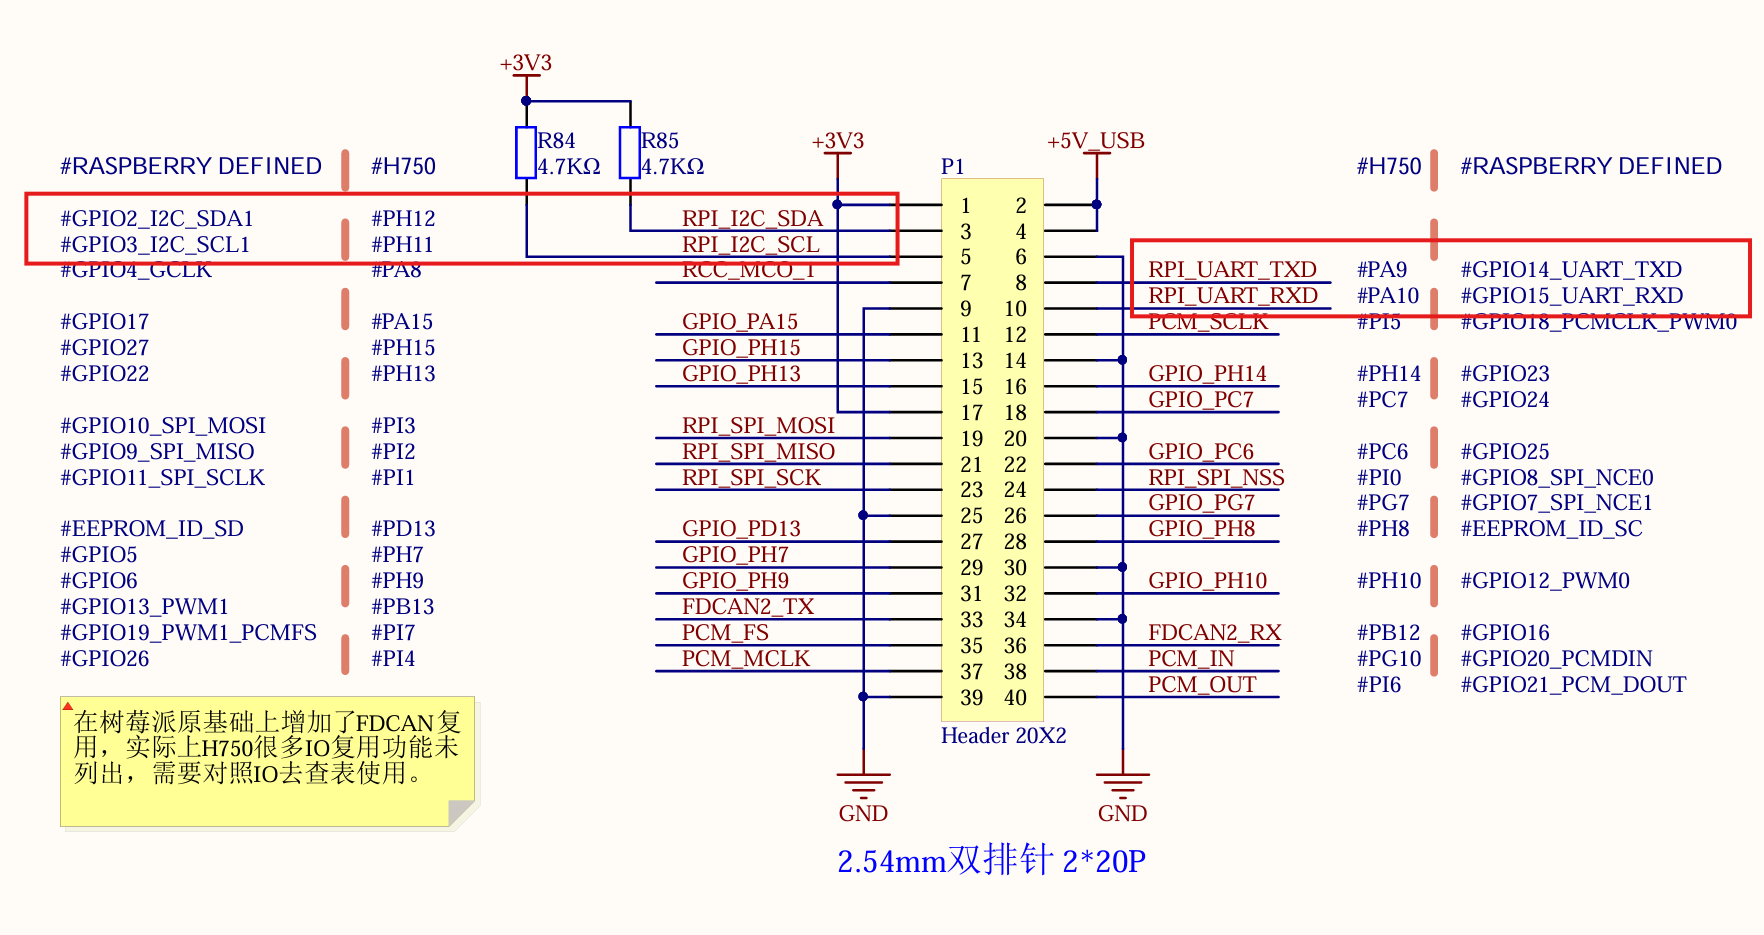 +3V3
R84
R85
4.7KΩ
4.7KΩ
+3V3
+5V_USB
#RASPBERRY DEFINED
#H750
P1
#H750
#RASPBERRY DEFINED
1 2
#GPIO2_I2C_SDA1 #PH12 RPI_I2C_SDA
3 4
#GPIO3_I2C_SCL1 #PH11 RPI_I2C_SCL
5 6
#GPIO4_GCLK #PA8 RCC_MCO_1
RPI_UART_TXD #PA9 #GPIO14_UART_TXD
7 8
RPI_UART_RXD #PA10 #GPIO15_UART_RXD
9 10
#GPIO17 #PA15 GPIO_PA15
PCM_SCLK #PI5 #GPIO18_PCMCLK_PWM0
11 12
#GPIO27 #PH15 GPIO_PH15
13 14
#GPIO22 #PH13 GPIO_PH13
GPIO_PH14 #PH14 #GPIO23
15 16
GPIO_PC7 #PC7 #GPIO24
17 18
#GPIO10_SPI_MOSI #PI3 RPI_SPI_MOSI
19 20
#GPIO9_SPI_MISO #PI2 RPI_SPI_MISO
GPIO_PC6 #PC6 #GPIO25
21 22
#GPIO11_SPI_SCLK #PI1 RPI_SPI_SCK
RPI_SPI_NSS #PI0 #GPIO8_SPI_NCE0
23 24
GPIO_PG7 #PG7 #GPIO7_SPI_NCE1
25 26
#EEPROM_ID_SD #PD13 GPIO_PD13
GPIO_PH8 #PH8 #EEPROM_ID_SC
27 28
#GPIO5 #PH7 GPIO_PH7
29 30
#GPIO6 #PH9 GPIO_PH9
GPIO_PH10 #PH10 #GPIO12_PWM0
31 32
#GPIO13_PWM1 #PB13 FDCAN2_TX
33 34
#GPIO19_PWM1_PCMFS #PI7 PCM_FS
FDCAN2_RX #PB12 #GPIO16
35 36
#GPIO26 #PI4 PCM_MCLK
PCM_IN #PG10 #GPIO20_PCMDIN
37 38
PCM_OUT #PI6 #GPIO21_PCM_DOUT
39 40
Header 20X2
在树莓派原基础上增加了FDCAN复
用，实际上H750很多IO复用功能未
列出，需要对照IO去查表使用。
GND
GND
2.54mm双排针 2*20P